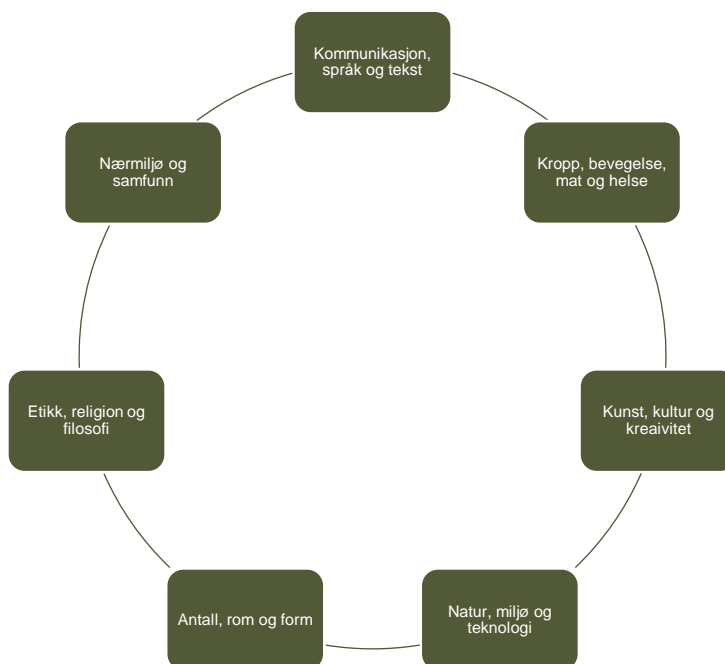 Kommunikasjon,
språk og tekst
Kropp, bevegelse,
mat og helse
Kunst, kultur og
kreaivitet
Natur, miljø og
teknologi
Antall, rom og form
Etikk, religion og
filosofi
Nærmiljø og
samfunn